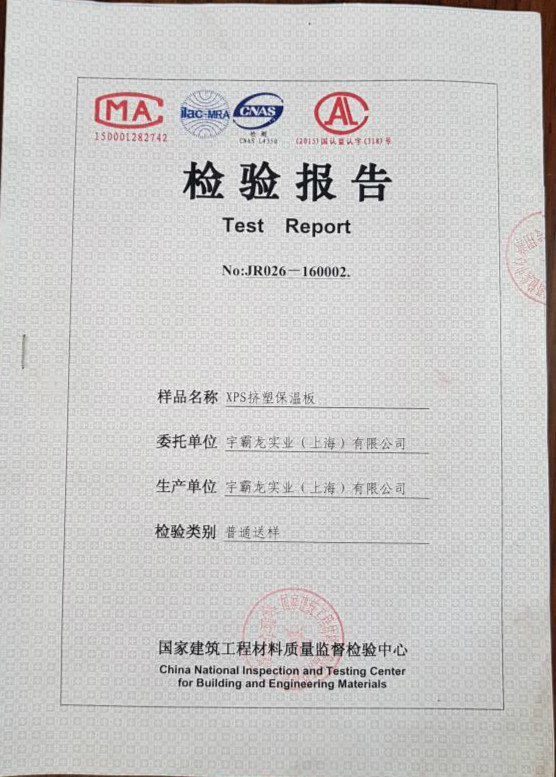 MA
ilac-MRA
CNAS
AL
检测
150001282742
CNAS L4310
(2015)国认监认字(318)号
检验报告
Test Report
No:JR026－160002.
样品名称 XPS挤塑保温板
委托单位 宇霸龙实业（上海）有限公司
生产单位 宇霸龙实业（上海）有限公司
检验类别 普通送样
国家建筑工程材料质量监督检验中心
China National Inspection and Testing Center
for Building and Engineering Materials